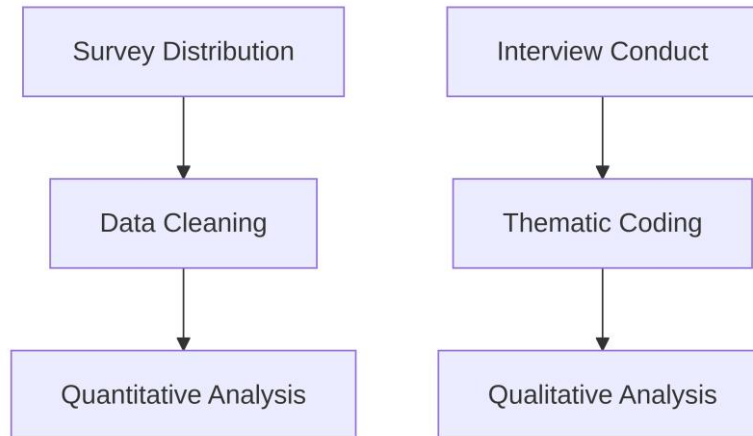 Survey Distribution
Interview Conduct
Data Cleaning
Thematic Coding
Quantitative Analysis
Qualitative Analysis